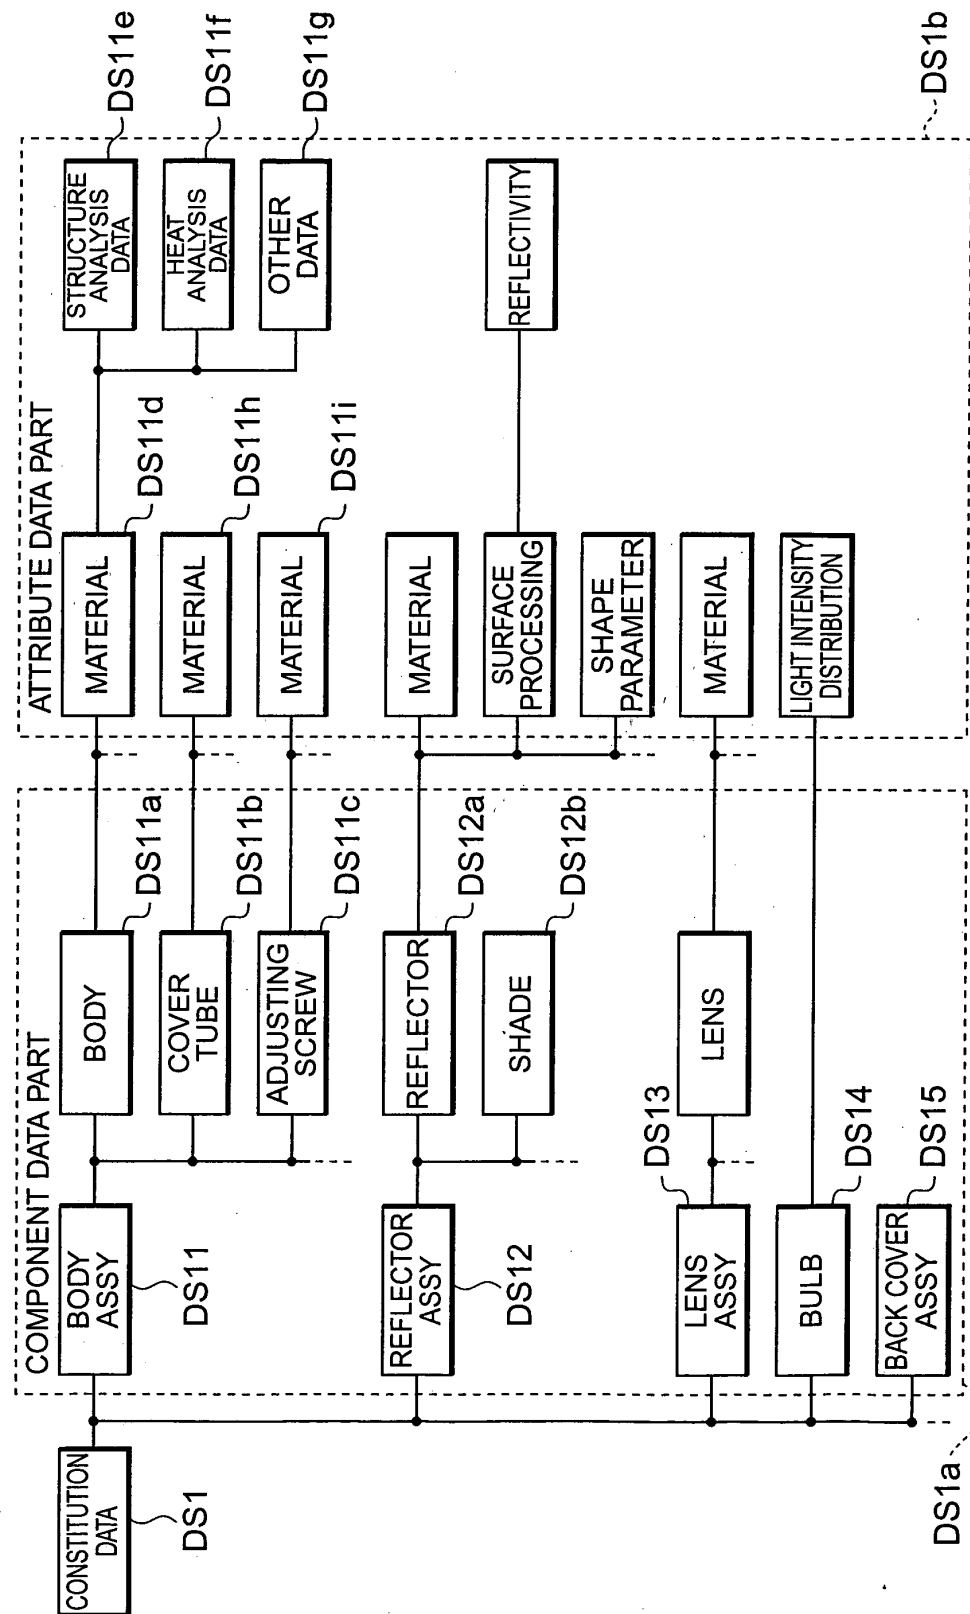 CONSTITUTION
DATA
DS1
DS1a
COMPONENT DATA PART
BODY
ASSY
DS11
BODY
DS11a
COVER
TUBE
DS11b
ADJUSTING
SCREW
DS11c
REFLECTOR
ASSY
DS12
REFLECTOR
DS12a
SHADE
DS12b
LENS
ASSY
DS13
LENS
BULB
DS14
BACK COVER
ASSY
DS15
ATTRIBUTE DATA PART
MATERIAL
DS11d
MATERIAL
DS11h
MATERIAL
DS11i
MATERIAL
SURFACE
PROCESSING
SHAPE
PARAMETER
MATERIAL
LIGHT INTENSITY
DISTRIBUTION
STRUCTURE
ANALYSIS
DATA
DS11e
HEAT
ANALYSIS
DATA
DS11f
OTHER
DATA
DS11g
REFLECTIVITY
DS1b